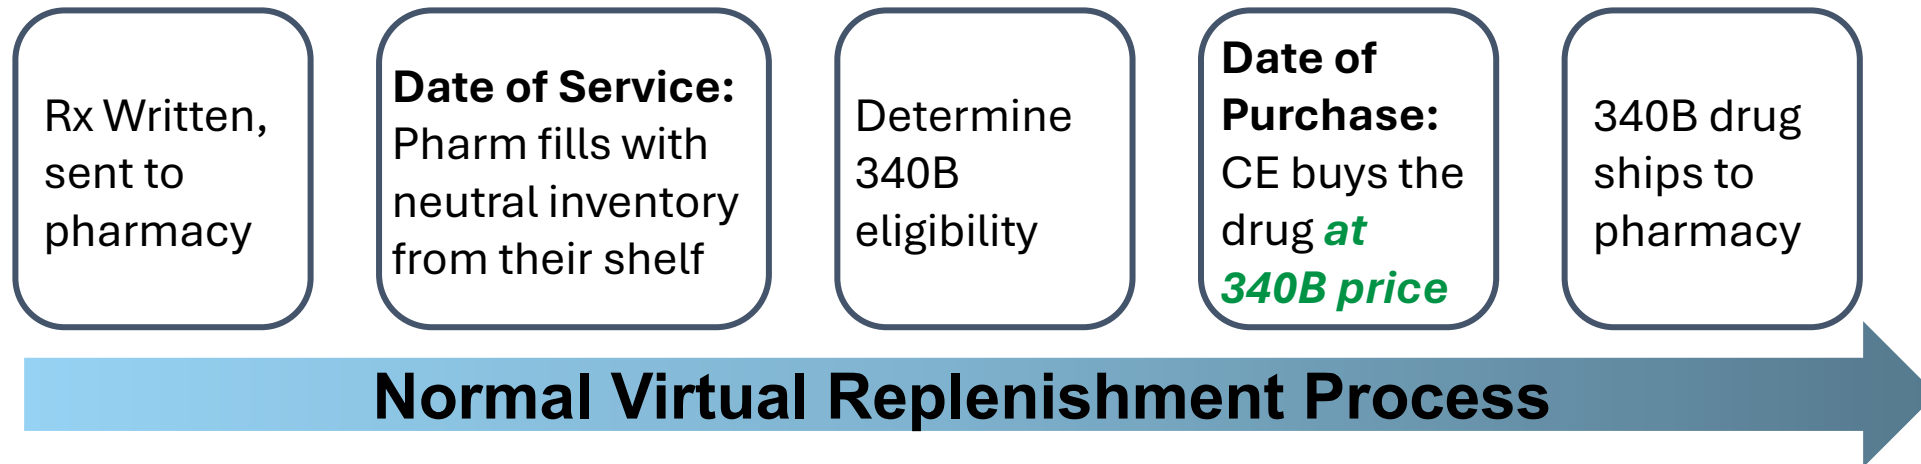 Rx Written,
sent to
pharmacy
Date of Service:
Pharm fills with
neutral inventory
from their shelf
Determine
340B
eligibility
Date of
Purchase:
CE buys the
drug at
340B price
340B drug
ships to
pharmacy
Normal Virtual Replenishment Process